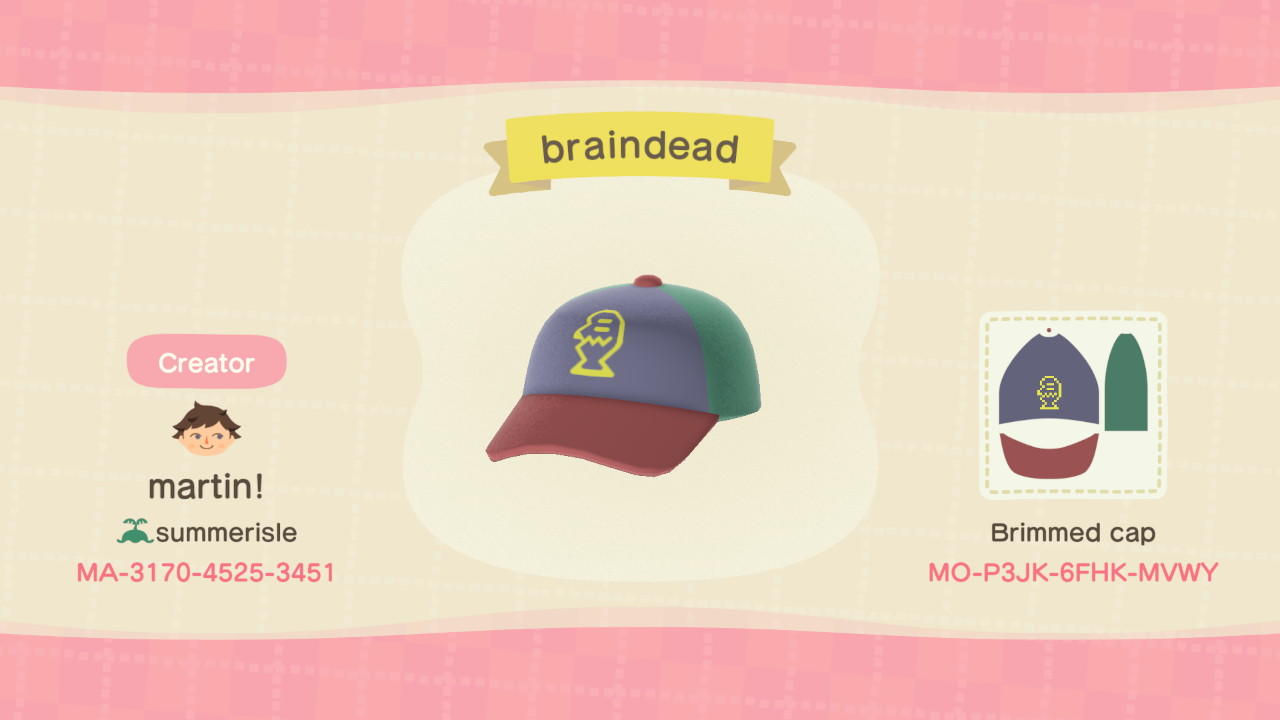 braindead
Creator
martin!
summerisle
MA-3170-4525-3451
Brimmed cap
MO-P3JK-6FHK-MVWY